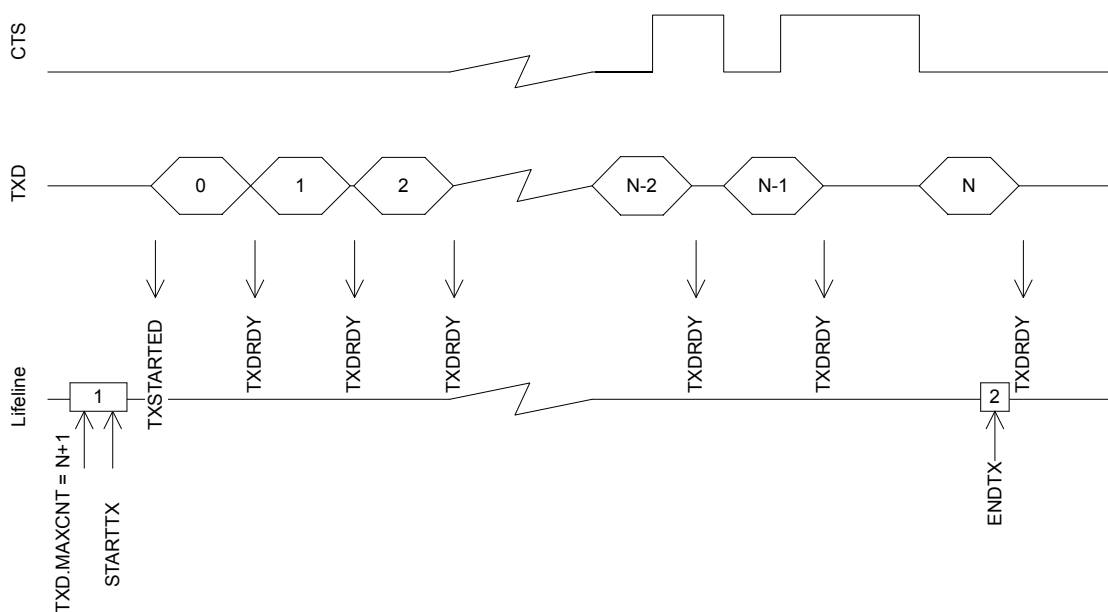 CTS
TXD
0
1
2
N-2
N-1
N
TXSTARTED
TXDRDY
TXDRDY
TXDRDY
TXDRDY
TXDRDY
TXDRDY
Lifeline
1
2
TXD.MAXCNT = N+1
STARTTX
ENDTX